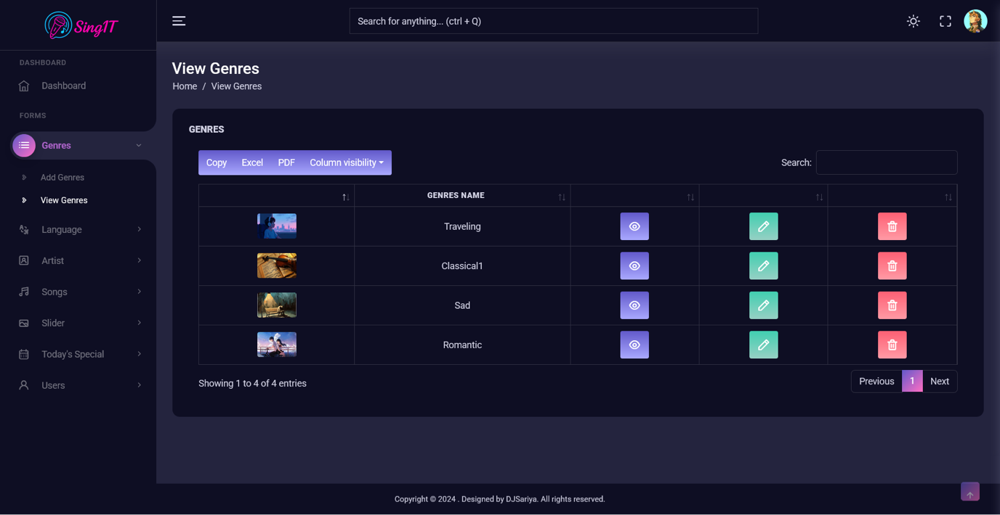 SingIT
Search for anything... (ctrl + Q)
DASHBOARD
Dashboard
FORMS
Genres
Add Genres
View Genres
Language
Artist
Songs
Slider
Today's Special
Users
View Genres
Home / View Genres
GENRES
Copy Excel PDF Column visibility
Search:
GENRES NAME
Traveling
Classical1
Sad
Romantic
Showing 1 to 4 of 4 entries
Previous 1 Next
Copyright © 2024 . Designed by DJSariya. All rights reserved.